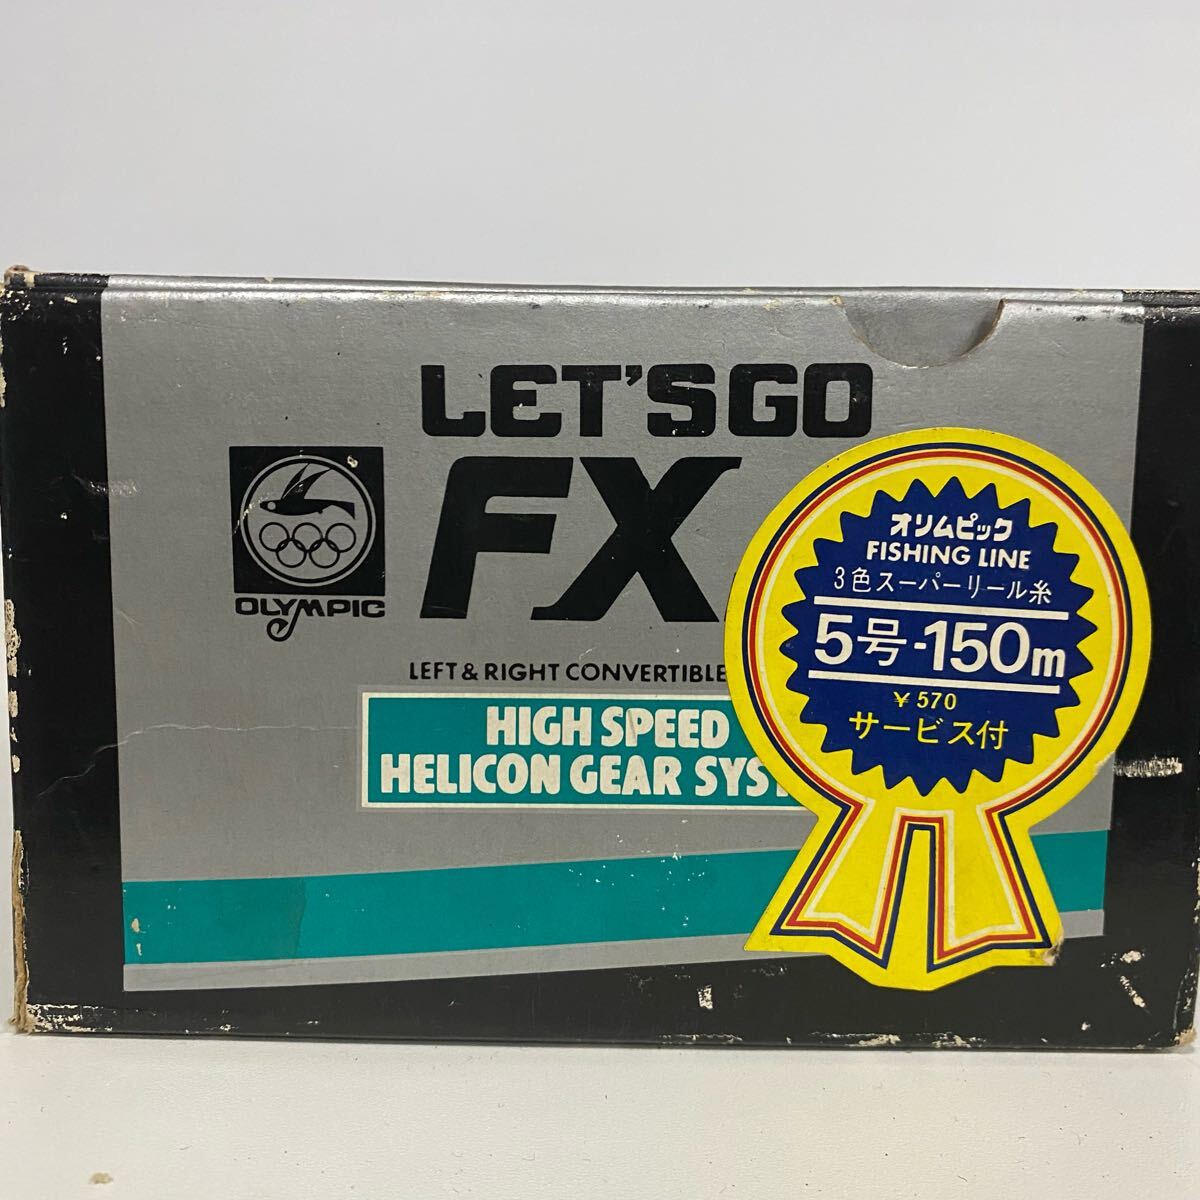 LET'S GO
FX
OLYMPIC
LEFT & RIGHT CONVERTIBLE
HIGH SPEED
HELICON GEAR
オリムピック
FISHING LINE
3色スーパーリール糸
5号-150m
¥570
サービス付